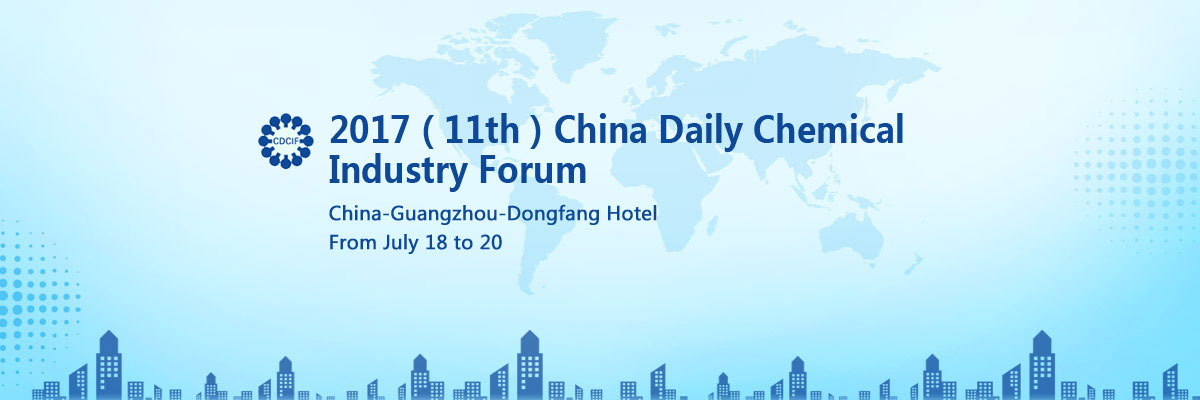 CDCIF
2017 ( 11th ) China Daily Chemical
Industry Forum
China-Guangzhou-Dongfang Hotel
From July 18 to 20